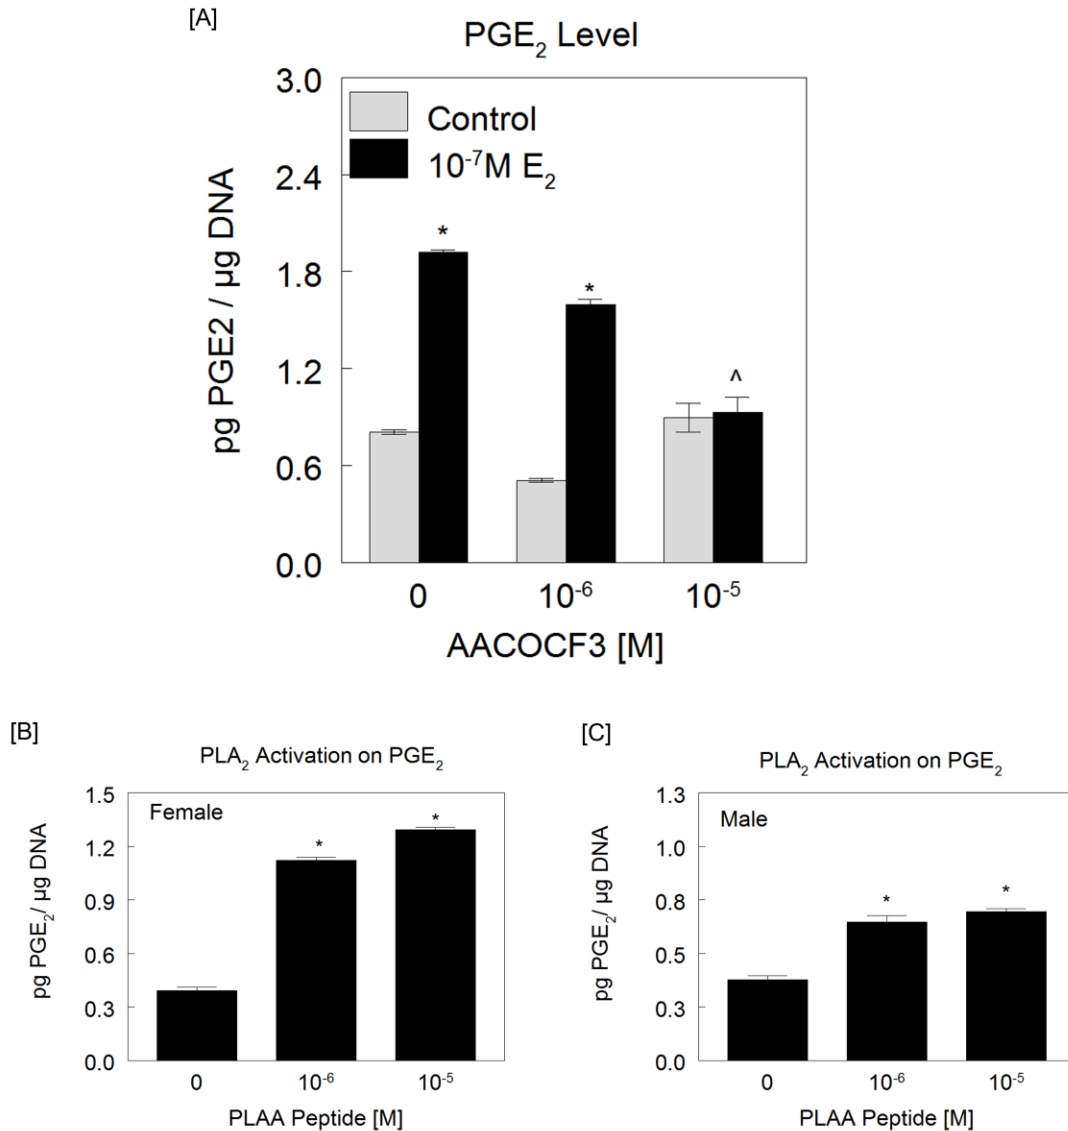 [A]
PGE₂ Level
3.0
2.4
1.8
1.2
0.6
0.0
pg PGE2 / μg DNA
Control
10⁻⁷M E₂
*
*
^
0 10⁻⁶ 10⁻⁵
AACOCF3 [M]
[B]
PLA₂ Activation on PGE₂
1.5
1.2
0.9
0.6
0.3
0.0
pg PGE₂/ μg DNA
Female
*
*
0 10⁻⁶ 10⁻⁵
PLAA Peptide [M]
[C]
PLA₂ Activation on PGE₂
1.3
1.0
0.8
0.5
0.3
0.0
pg PGE₂/ μg DNA
Male
*
*
0 10⁻⁶ 10⁻⁵
PLAA Peptide [M]